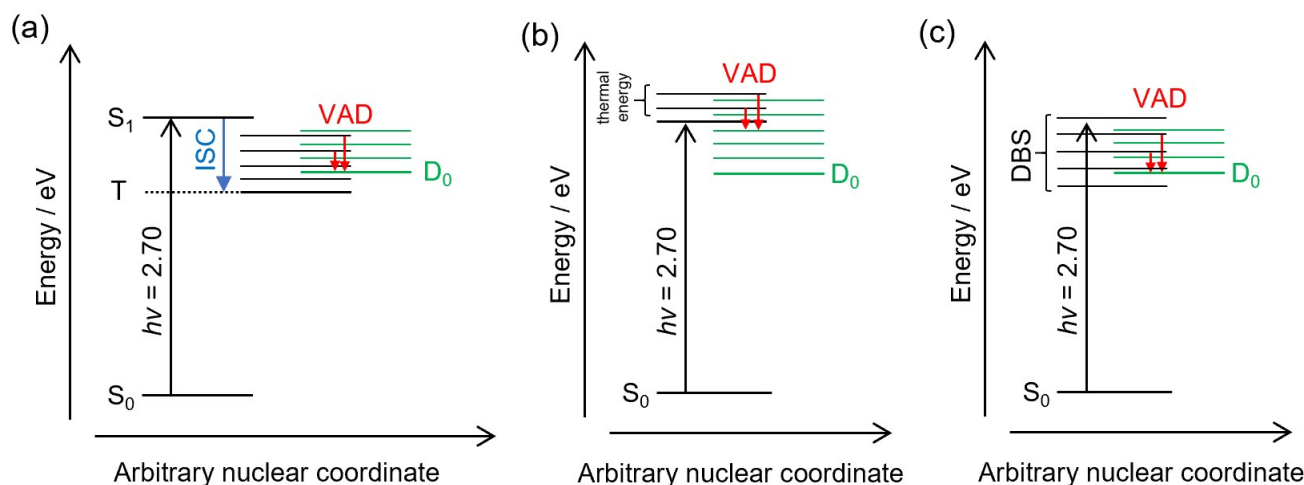 (a)
Energy / eV
S₁
T
S₀
hν = 2.70
ISC
VAD
D₀
Arbitrary nuclear coordinate
(b)
Energy / eV
thermal
energy
VAD
D₀
hν = 2.70
S₀
Arbitrary nuclear coordinate
(c)
Energy / eV
DBS
VAD
D₀
hν = 2.70
S₀
Arbitrary nuclear coordinate